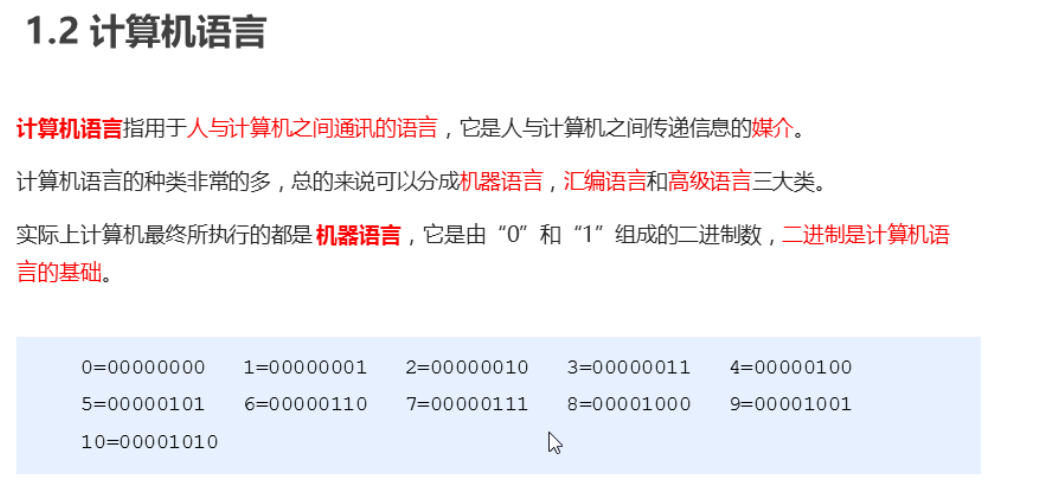 1.2 计算机语言
计算机语言指用于人与计算机之间通讯的语言，它是人与计算机之间传递信息的媒介。
计算机语言的种类非常的多，总的来说可以分成机器语言，汇编语言和高级语言三大类。
实际上计算机最终所执行的都是 机器语言，它是由“0”和“1”组成的二进制数，二进制是计算机语
言的基础。
0=00000000 1=00000001 2=00000010 3=00000011 4=00000100
5=00000101 6=00000110 7=00000111 8=00001000 9=00001001
10=00001010